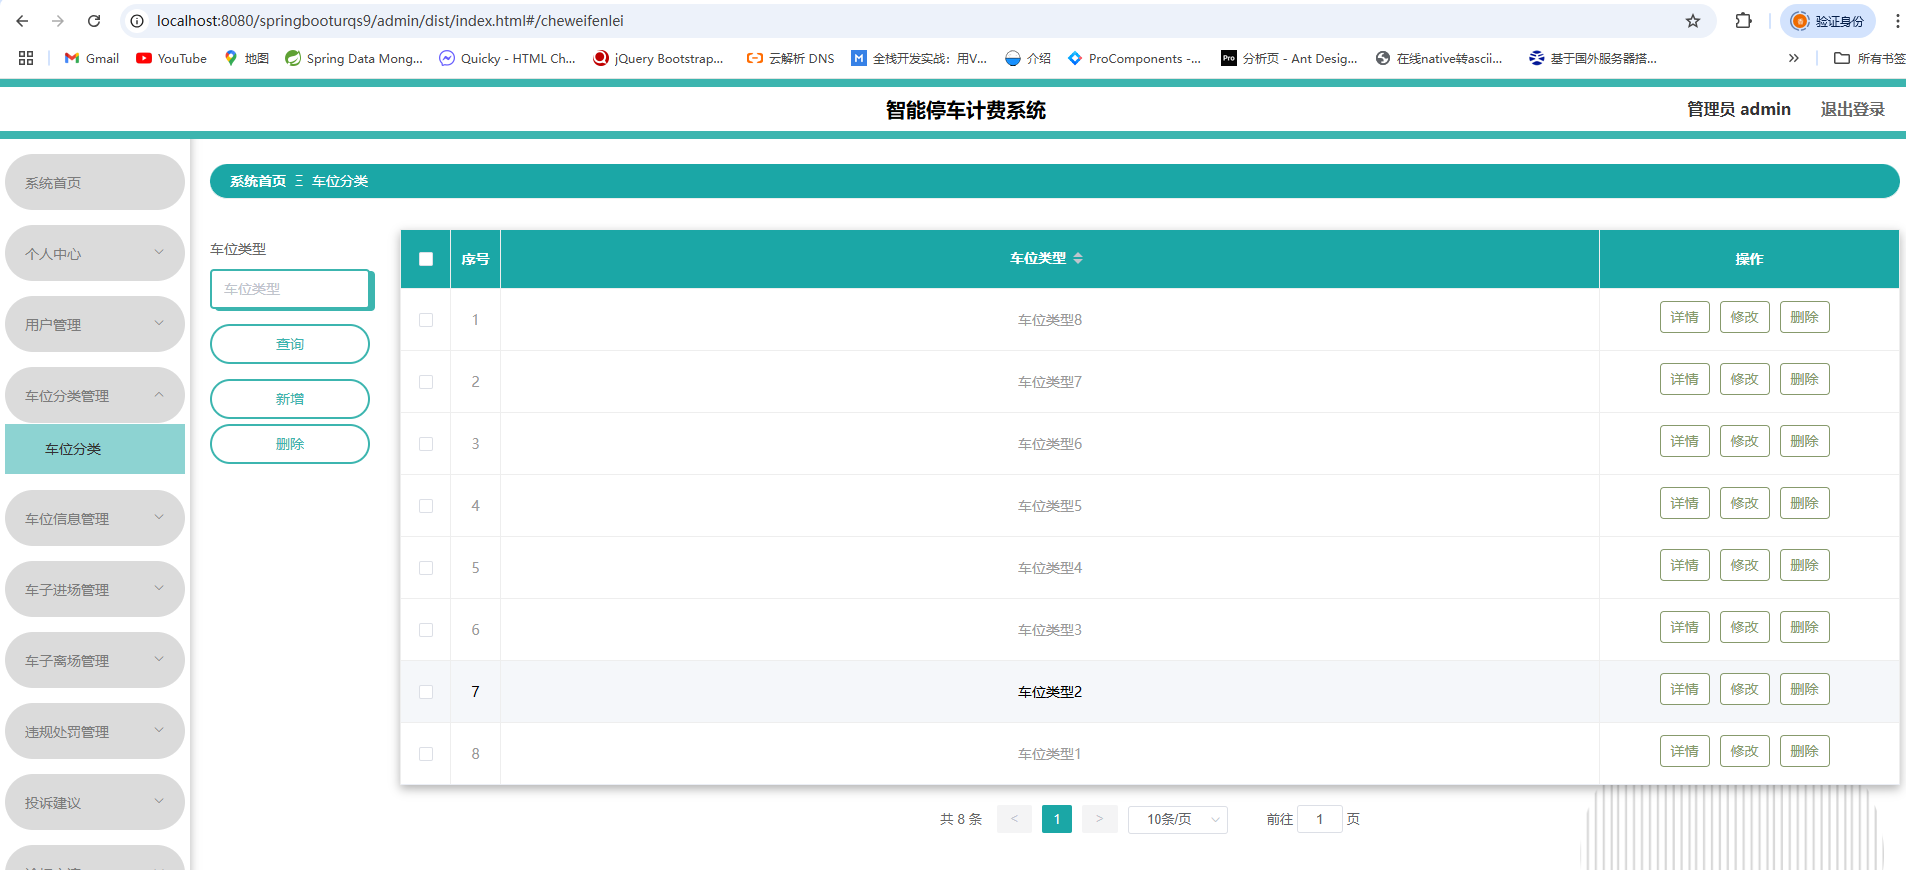 localhost:8080/springbooturqs9/admin/dist/index.html#/cheweifenlei
验证身份
Gmail
YouTube
地图
Spring Data Mong...
Quicky - HTML Ch...
jQuery Bootstrap...
云解析 DNS
全栈开发实战：用V...
介绍
ProComponents -...
Pro
分析页 - Ant Desig...
在线native转ascii...
基于国外服务器搭...
»
所有书签
智能停车计费系统
管理员 admin
退出登录
系统首页
个人中心
用户管理
车位分类管理
车位分类
车位信息管理
车子进场管理
车子离场管理
违规处罚管理
投诉建议
系统首页 Ξ 车位分类
车位类型
车位类型
查询
新增
删除
序号 车位类型 操作
1 车位类型8 详情 修改 删除
2 车位类型7 详情 修改 删除
3 车位类型6 详情 修改 删除
4 车位类型5 详情 修改 删除
5 车位类型4 详情 修改 删除
6 车位类型3 详情 修改 删除
7 车位类型2 详情 修改 删除
8 车位类型1 详情 修改 删除
共 8 条 < 1 > 10条/页 前往 1 页